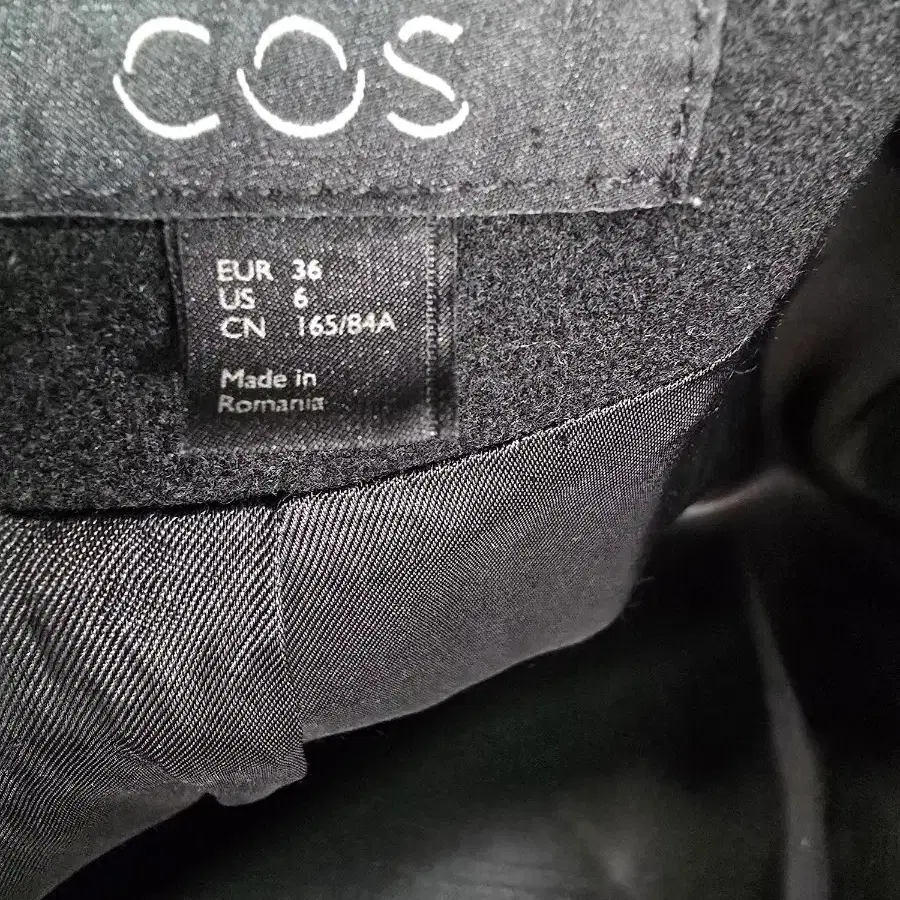 COS
EUR 36
US 6
CN 165/84A
Made in
Romania